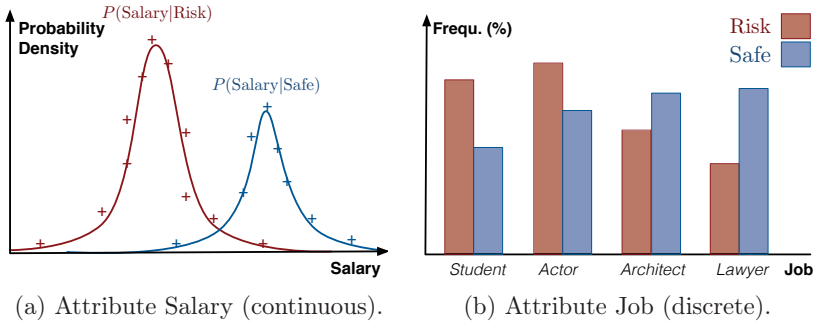 Probability
Density
P(Salary|Risk)
P(Salary|Safe)
Salary
(a) Attribute Salary (continuous).
Frequ. (%)
Risk
Safe
Student
Actor
Architect
Lawyer
Job
(b) Attribute Job (discrete).